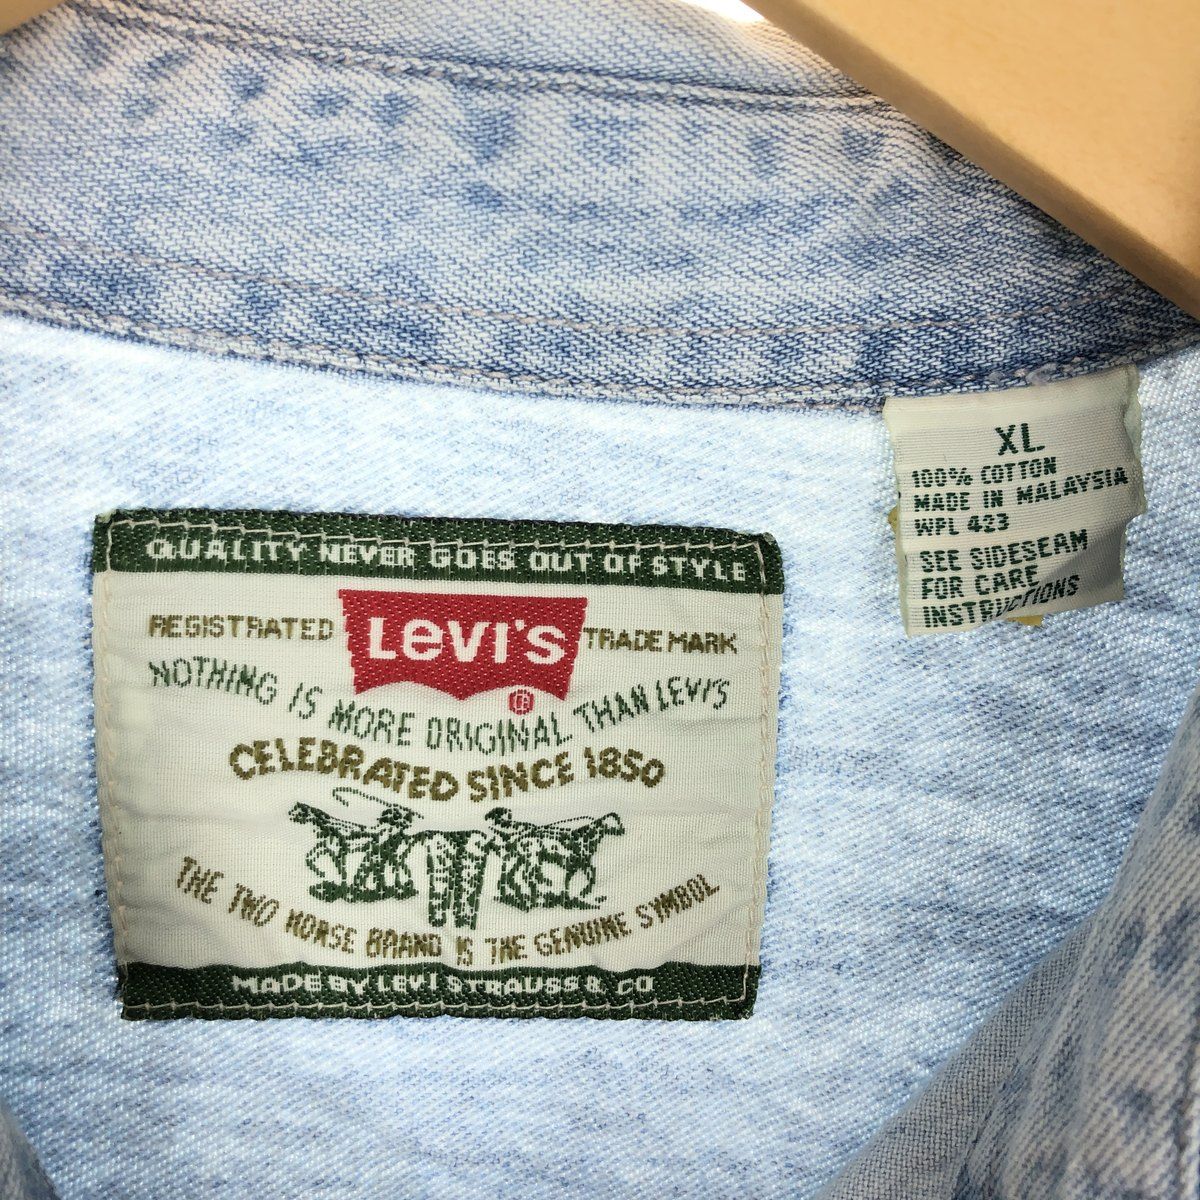 QUALITY NEVER GOES OUT OF STYLE
REGISTRATED LEVI'S TRADE MARK
®
NOTHING IS MORE ORIGINAL THAN LEVI'S
CELEBRATED SINCE 1850
THE TWO HORSE BRAND IS THE GENUINE SYMBOL
MADE BY LEVI STRAUSS & CO
XL
100% COTTON
MADE IN MALAYSIA
WPL 423
SEE SIDESEAM
FOR CARE
INSTRUCTIONS